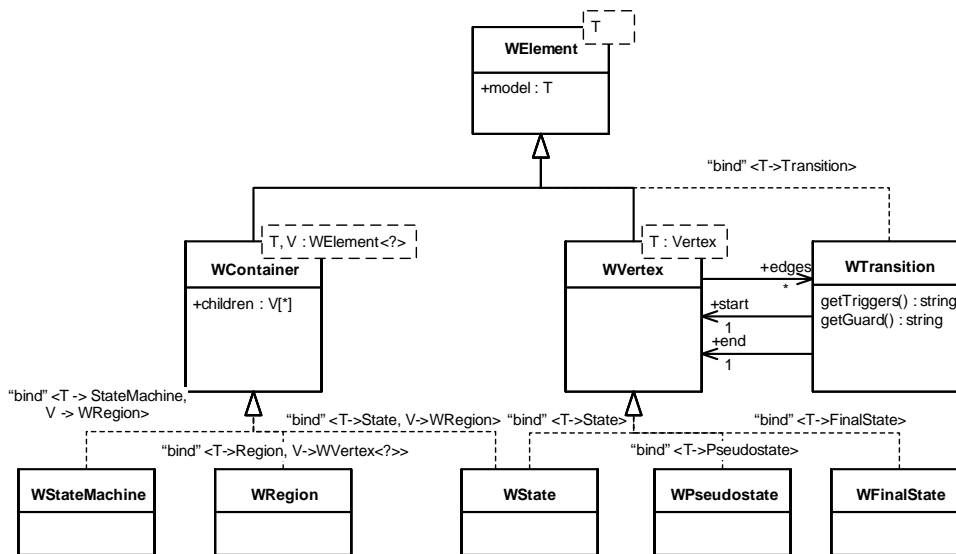 T
WElement
+model : T
“bind” <T->Transition>
T, V : WElement<?>
WContainer
+children : V[*]
T : Vertex
WVertex
+edges
*
+start
1
+end
1
WTransition
getTriggers() : string
getGuard() : string
“bind” <T -> StateMachine,
V -> WRegion>
“bind” <T->State, V->WRegion>
“bind” <T->State>
“bind” <T->FinalState>
“bind” <T->Region, V->WVertex<?>>
“bind” <T->Pseudostate>
WStateMachine
WRegion
WState
WPseudostate
WFinalState